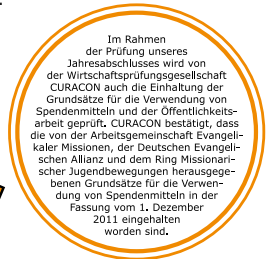 Im Rahmen
der Prüfung unseres
Jahresabschlusses wird von
der Wirtschaftsprüfungsgesellschaft
CURACON auch die Einhaltung der
Grundsätze für die Verwendung von
Spendenmitteln und der Öffentlichkeits-
arbeit geprüft. CURACON bestätigt, dass
die von der Arbeitsgemeinschaft Evangeli-
kaler Missionen, der Deutschen Evangeli-
schen Allianz und dem Ring Missionari-
scher Jugendbewegungen herausgege-
benen Grundsätze für die Verwen-
dung von Spendenmitteln in der
Fassung vom 1. Dezember
2011 eingehalten
worden sind.